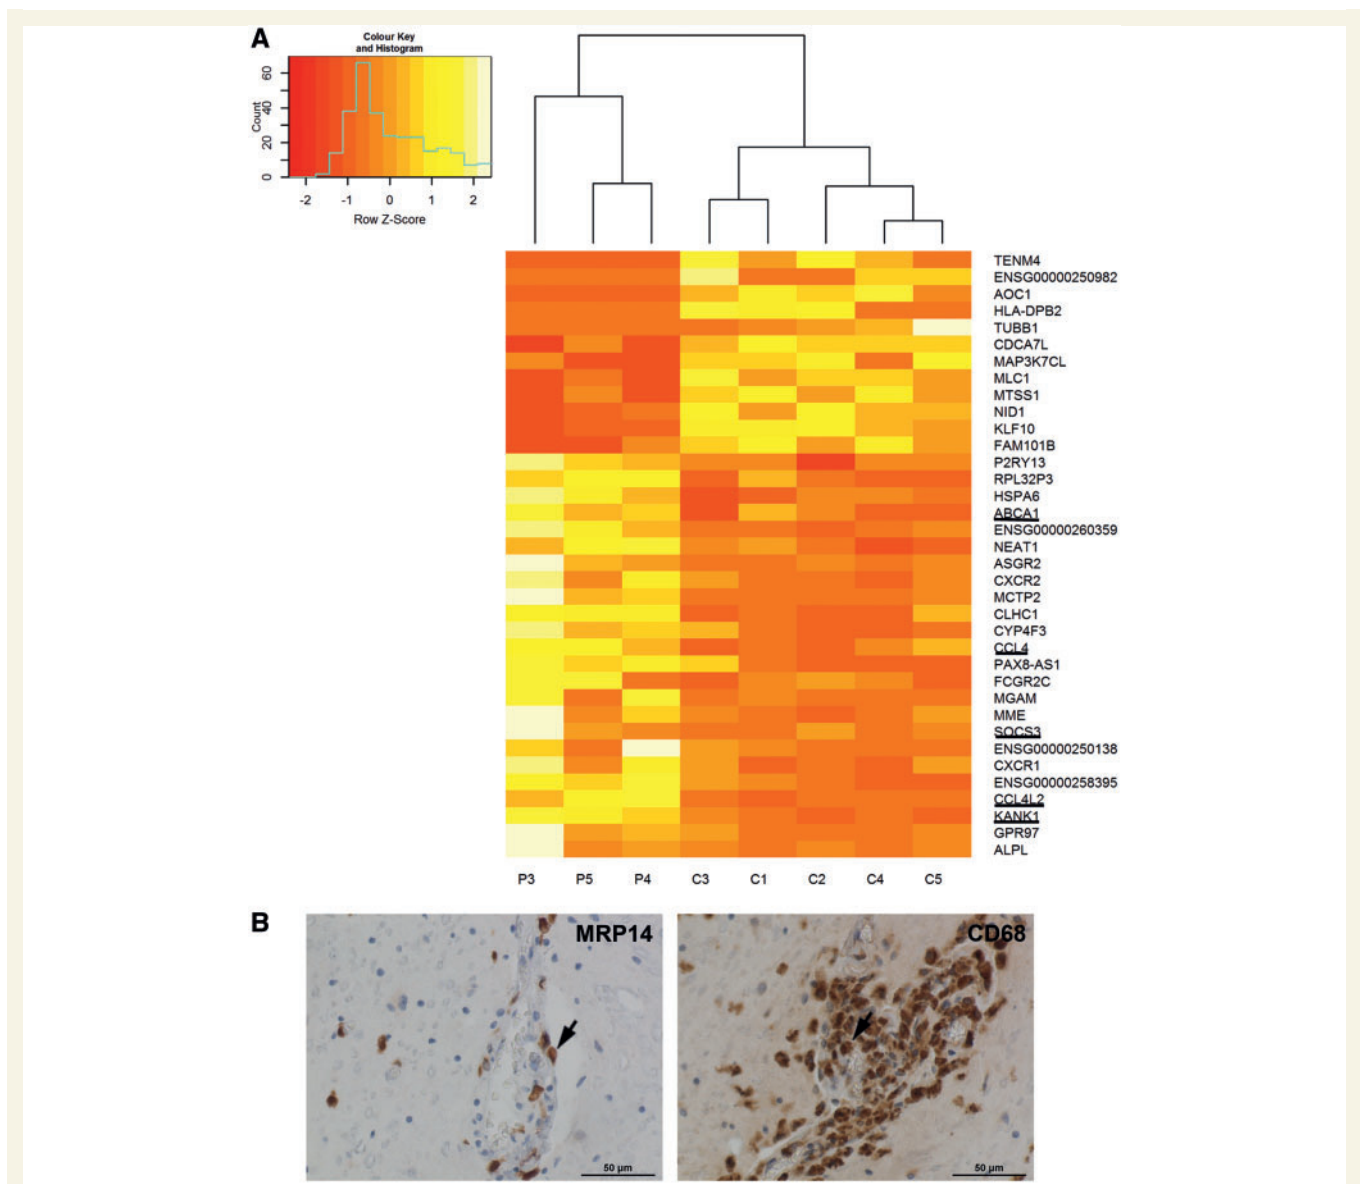 A
Colour Key
and Histogram
Count
0 20 40 60
-2 -1 0 1 2
Row Z-Score
TENM4
ENSG00000250982
AOC1
HLA-DPB2
TUBB1
CDCA7L
MAP3K7CL
MLC1
MTSS1
NID1
KLF10
FAM101B
P2RY13
RPL32P3
HSPA6
ABCA1
ENSG00000260359
NEAT1
ASGR2
CXCR2
MCTP2
CLHC1
CYP4F3
CCL4
PAX8-AS1
FCGR2C
MGAM
MME
SOCS3
ENSG00000250138
CXCR1
ENSG00000258395
CCL4L2
KANK1
GPR97
ALPL
P3 P5 P4 C3 C1 C2 C4 C5
B
MRP14
50 µm
CD68
50 µm